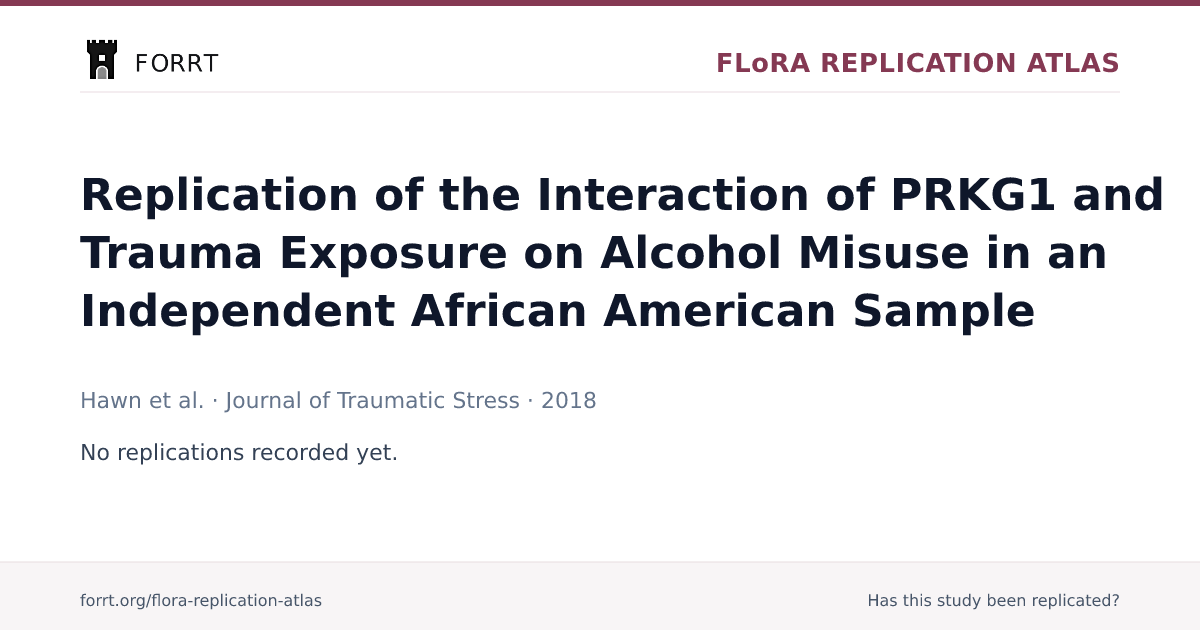 FORRT
FLoRA REPLICATION ATLAS
Replication of the Interaction of PRKG1 and
Trauma Exposure on Alcohol Misuse in an
Independent African American Sample
Hawn et al. · Journal of Traumatic Stress · 2018
No replications recorded yet.
forrt.org/flora-replication-atlas
Has this study been replicated?